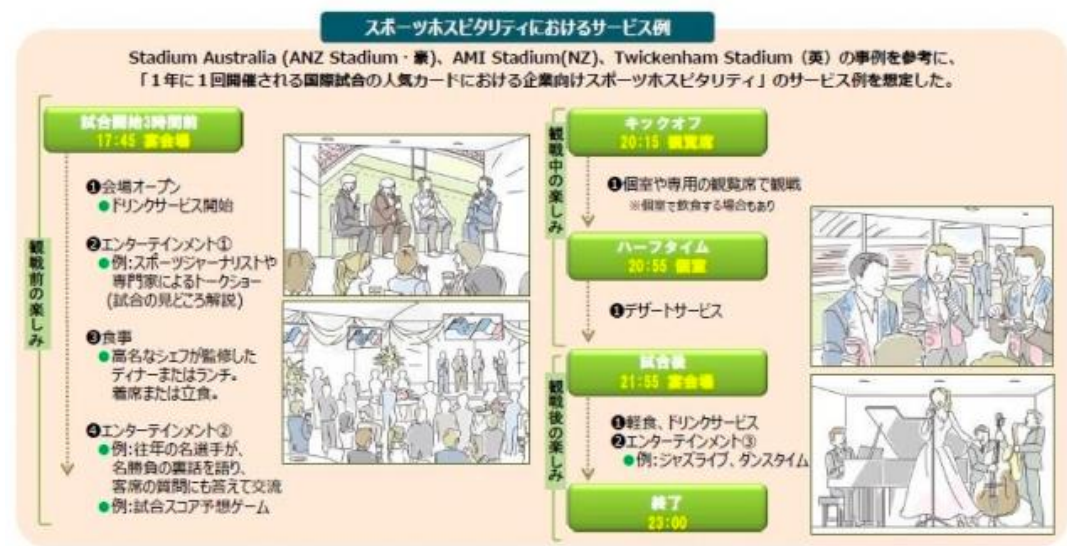 スポーツホスピタリティにおけるサービス例
Stadium Australia (ANZ Stadium・豪)、AMI Stadium(NZ)、Twickenham Stadium（英）の事例を参考に、
「１年に１回開催される国際試合の人気カードにおける企業向けスポーツホスピタリティ」のサービス例を想定した。
観戦前の楽しみ
試合開始3時間前
17:45 宴会場
❶会場オープン
●ドリンクサービス開始
❷エンターテインメント①
●例:スポーツジャーナリストや
専門家によるトークショー
(試合の見どころ解説)
❸食事
●高名なシェフが監修した
ディナーまたはランチ。
着席または立食。
❹エンターテインメント②
●例:往年の名選手が、
名勝負の裏話を語り、
客席の質問にも答えて交流
●例:試合スコア予想ゲーム
観戦中の楽しみ
キックオフ
20:15 観覧席
❶個室や専用の観覧席で観戦
※個室で飲食する場合もあり
ハーフタイム
20:55 個室
❶デザートサービス
観戦後の楽しみ
試合後
21:55 宴会場
❶軽食、ドリンクサービス
❷エンターテインメント③
●例:ジャズライブ、ダンスタイム
終了
23:00